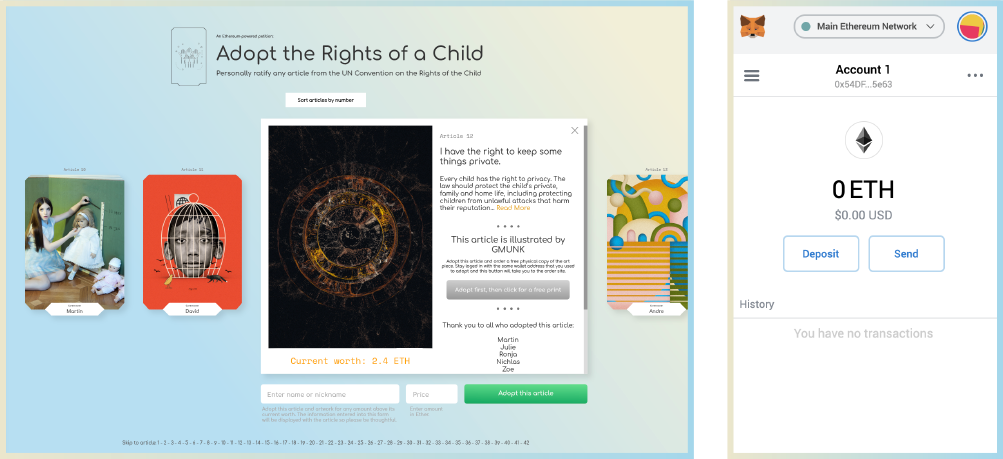 An Ethereum-powered petition:
Adopt the Rights of a Child
Personally ratify any article from the UN Convention on the Rights of the Child
Sort articles by number
Martin
David
Article 12
I have the right to keep some
things private.
Every child has the right to privacy. The
law should protect the child's private,
family and home life, including protecting
children from unlawful attacks that harm
their reputation... Read More
This article is illustrated by
GMUNK
Adopt this article and order a free physical copy of the art
piece. Stay logged in with the same wallet address that you used
to adopt and this button will take you to the order site.
Adopt first, then click for a free print
Thank you to all who adopted this article:
Martin
Julie
Ronja
Nichlas
Zoe
Current worth: 2.4 ETH
Andre
Enter name or nickname
Price
Adopt this article
Adopt this article and artwork for any amount above its
current worth. The information entered into this form
will be displayed with the article so please be thoughtful.
Enter amount
in Ether
Skip to article 1 - 2 - 3 - 4 - 5 - 6 - 7 - 8 - 9 - 10 - 11 - 12 - 13 - 14 - 15 - 16 - 17 - 18 - 19 - 20 - 21 - 22 - 23 - 24 - 25 - 26 - 27 - 28 - 29 - 30 - 31 - 32 - 33 - 34 - 35 - 36 - 37 - 38 - 39 - 40 - 41 - 42
Main Ethereum Network
Account 1
0x54DF...5e63
0 ETH
$0.00 USD
Deposit
Send
History
You have no transactions